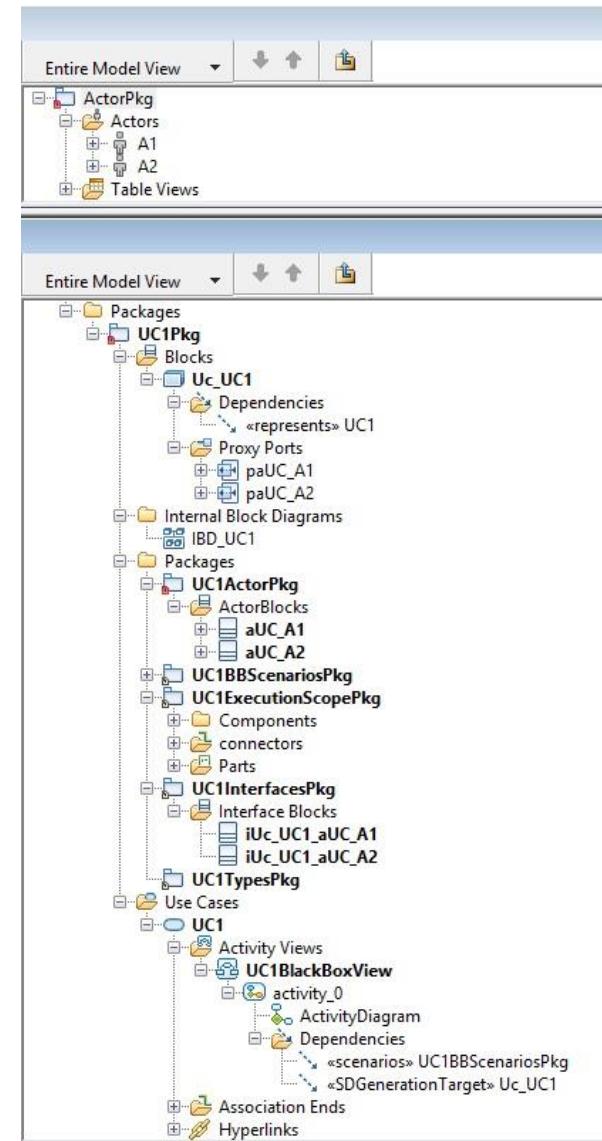 Entire Model View
ActorPkg
Actors
A1
A2
Table Views
Entire Model View
Packages
UC1Pkg
Blocks
Uc_UC1
Dependencies
«represents» UC1
Proxy Ports
paUC_A1
paUC_A2
Internal Block Diagrams
IBD_UC1
Packages
UC1ActorPkg
ActorBlocks
aUC_A1
aUC_A2
UC1BBScenariosPkg
UC1ExecutionScopePkg
Components
connectors
Parts
UC1InterfacesPkg
Interface Blocks
iUc_UC1_aUC_A1
iUc_UC1_aUC_A2
UC1TypesPkg
Use Cases
UC1
Activity Views
UC1BlackBoxView
activity_0
ActivityDiagram
Dependencies
«scenarios» UC1BBScenariosPkg
«SDGenerationTarget» Uc_UC1
Association Ends
Hyperlinks